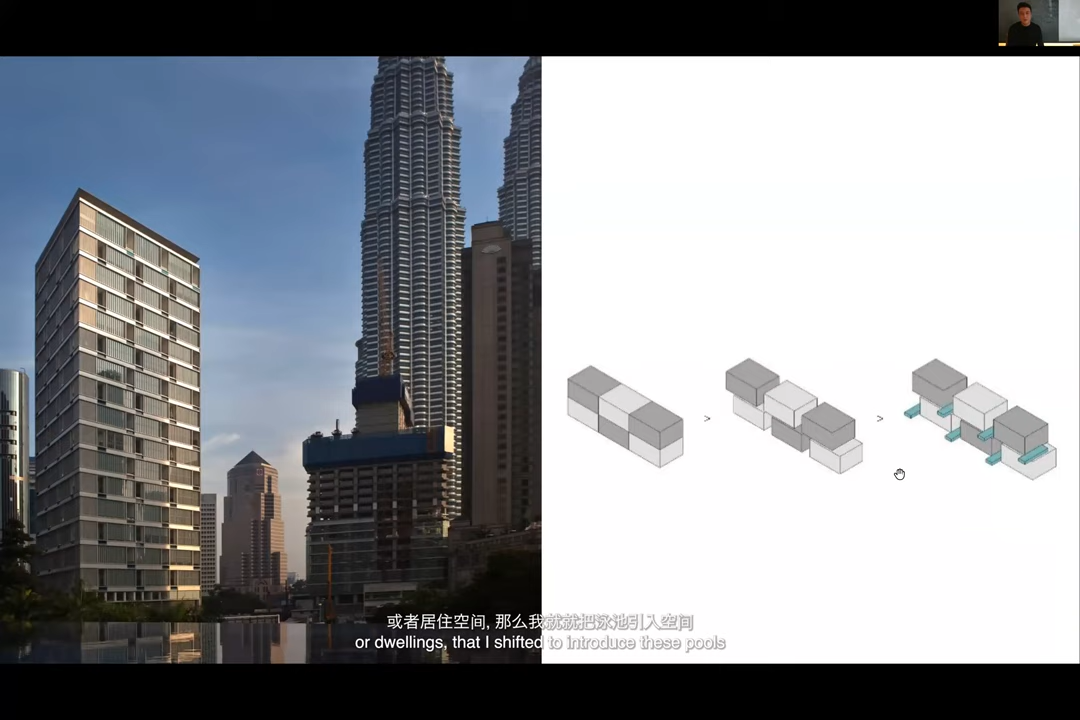 >
>
或者居住空间, 那么我就就把泳池引入空间
or dwellings, that I shifted to introduce these pools